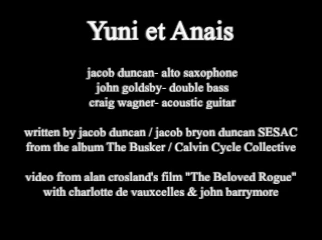 Yuni et Anais
jacob duncan- alto saxophone
john goldsby- double bass
craig wagner- acoustic guitar
written by jacob duncan / jacob bryon duncan SESAC
from the album The Busker / Calvin Cycle Collective
video from alan crosland's film "The Beloved Rogue"
with charlotte de vauxcelles & john barrymore